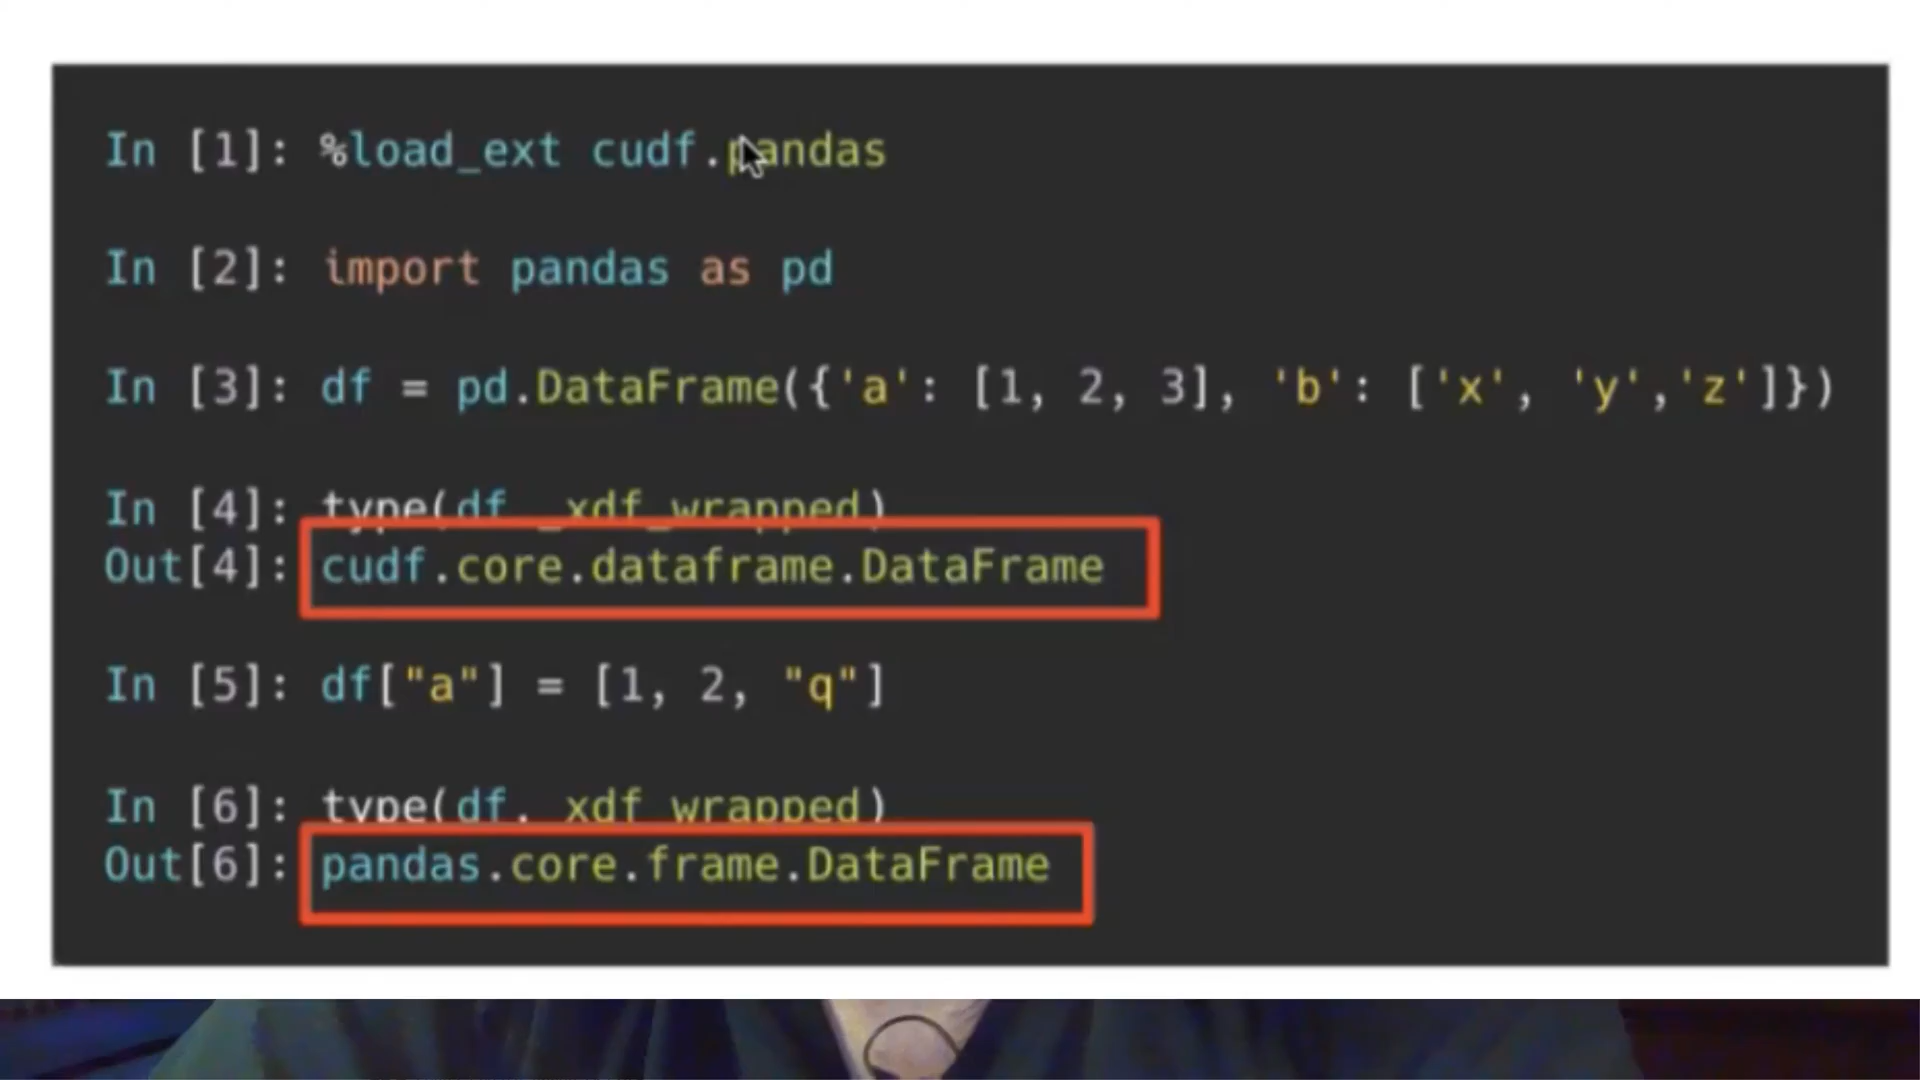 In [1]: %load_ext cudf.pandas
In [2]: import pandas as pd
In [3]: df = pd.DataFrame({'a': [1, 2, 3], 'b': ['x', 'y','z']})
In [4]: type(df._xdf_wrapped)
Out[4]: cudf.core.dataframe.DataFrame
In [5]: df["a"] = [1, 2, "q"]
In [6]: type(df._xdf_wrapped)
Out[6]: pandas.core.frame.DataFrame